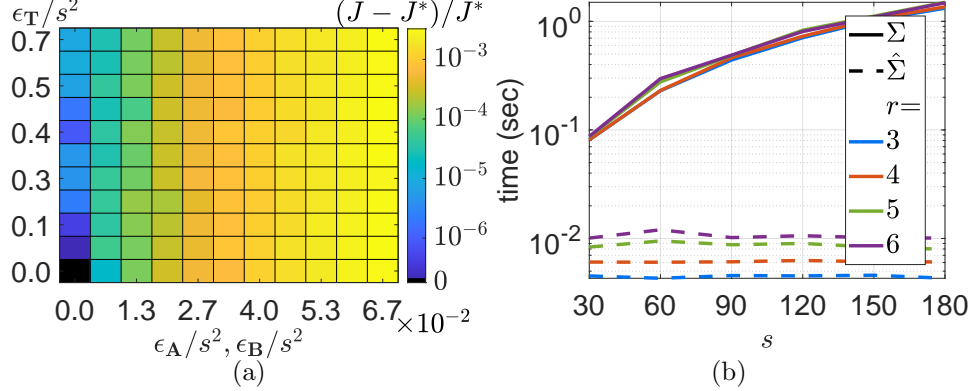 ϵ_T/s²
(J − J*)/J*
0.7
0.5
0.4
0.3
0.1
0.0
0.0 1.3 2.7 4.0 5.3 6.7 ×10⁻²
ϵ_A/s², ϵ_B/s²
(a)
10⁻³
10⁻⁴
10⁻⁵
10⁻⁶
0
time (sec)
10⁰
10⁻¹
10⁻²
30 60 90 120 150 180
s
(b)
Σ
Σ̂
r=
3
4
5
6